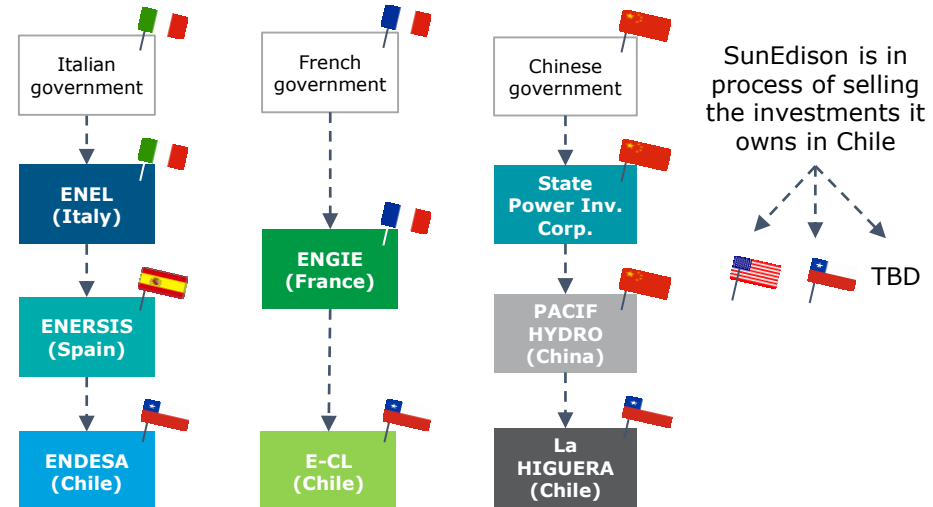 Italian
government
ENEL
(Italy)
ENERSIS
(Spain)
ENDESA
(Chile)
French
government
ENGIE
(France)
E-CL
(Chile)
Chinese
government
State
Power Inv.
Corp.
PACIF
HYDRO
(China)
La
HIGUERA
(Chile)
SunEdison is in
process of selling
the investments it
owns in Chile
TBD